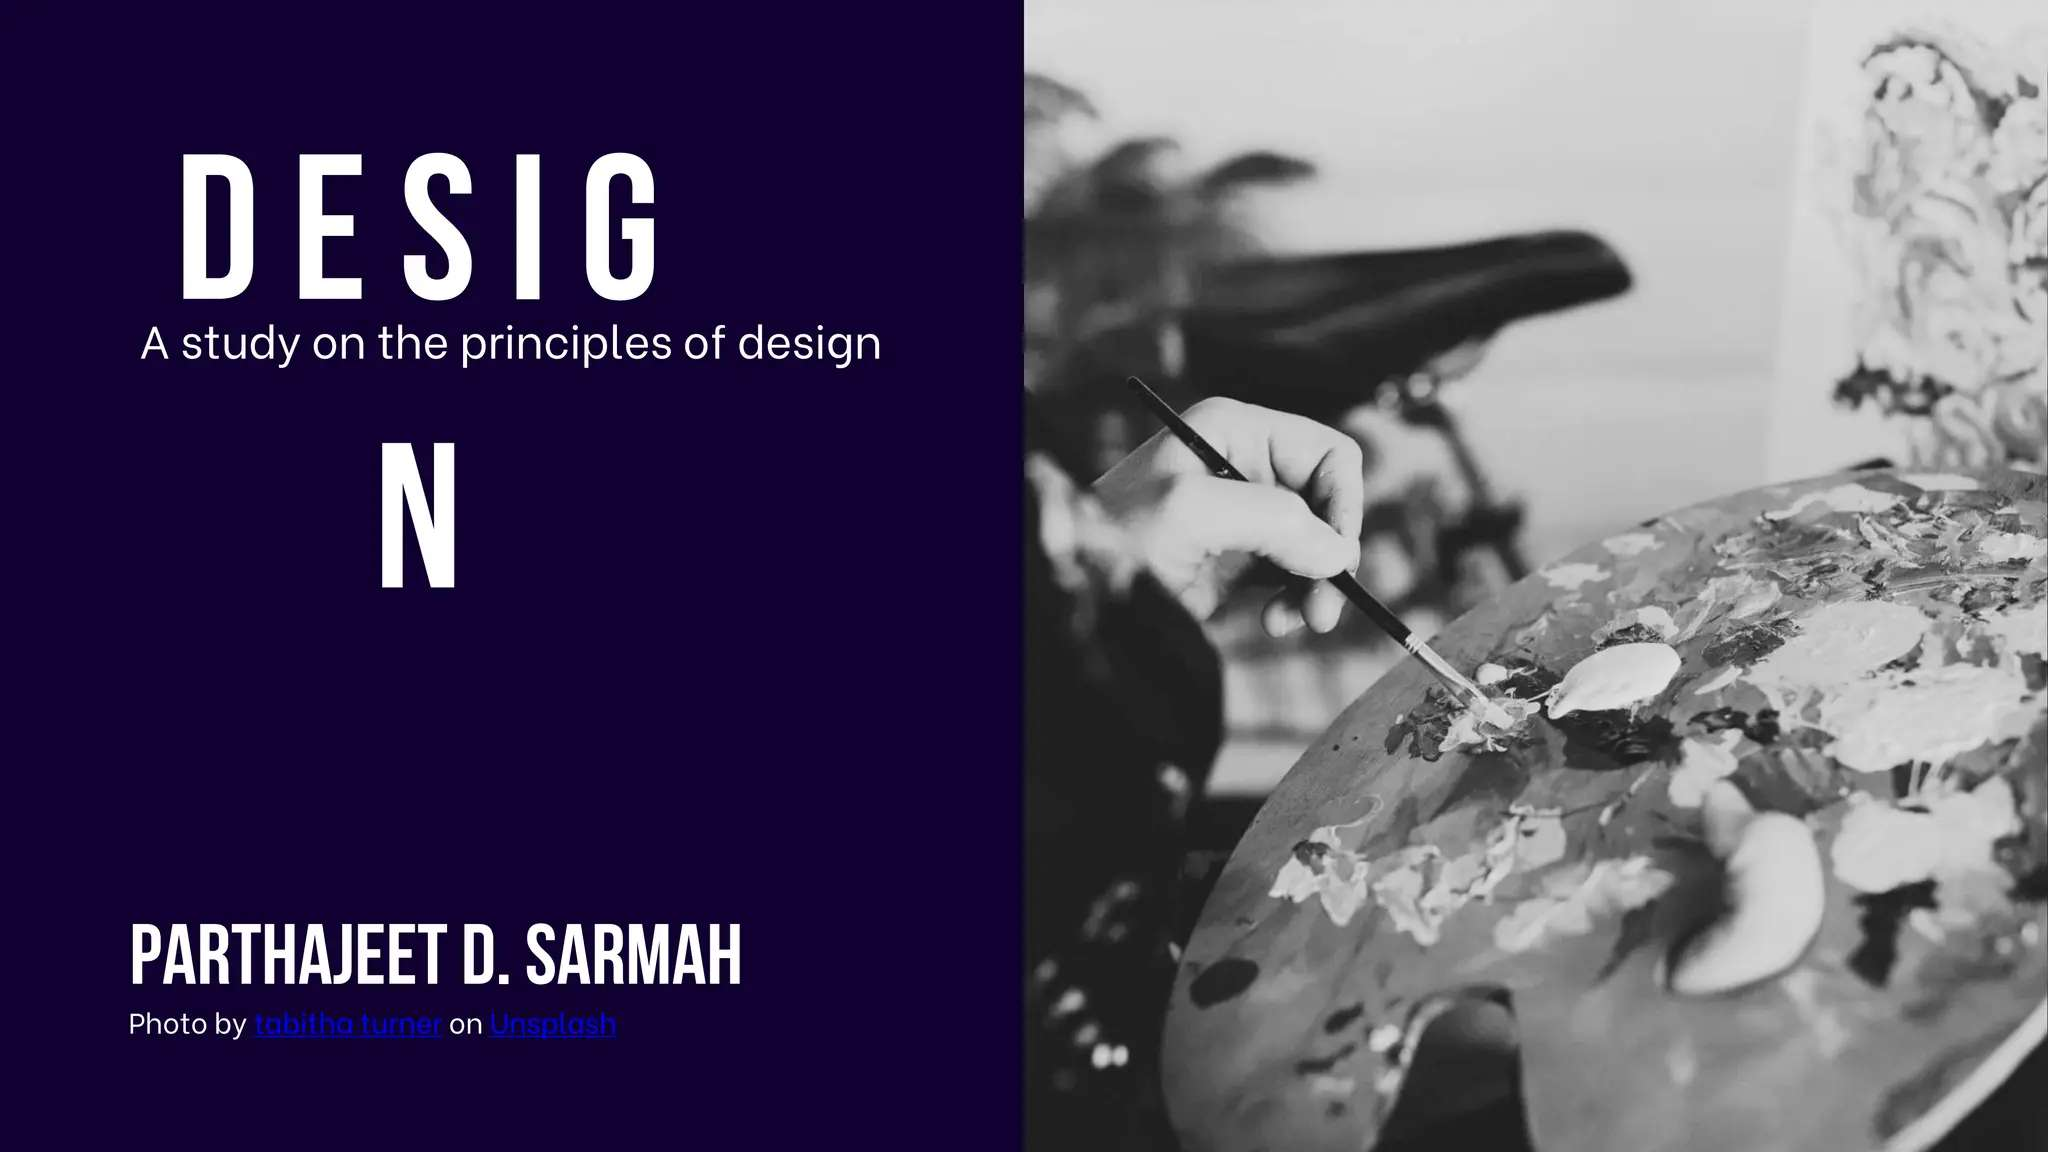 DESIG
A study on the principles of design
N
PARTHAJEET D. SARMAH
Photo by tabitha turner on Unsplash